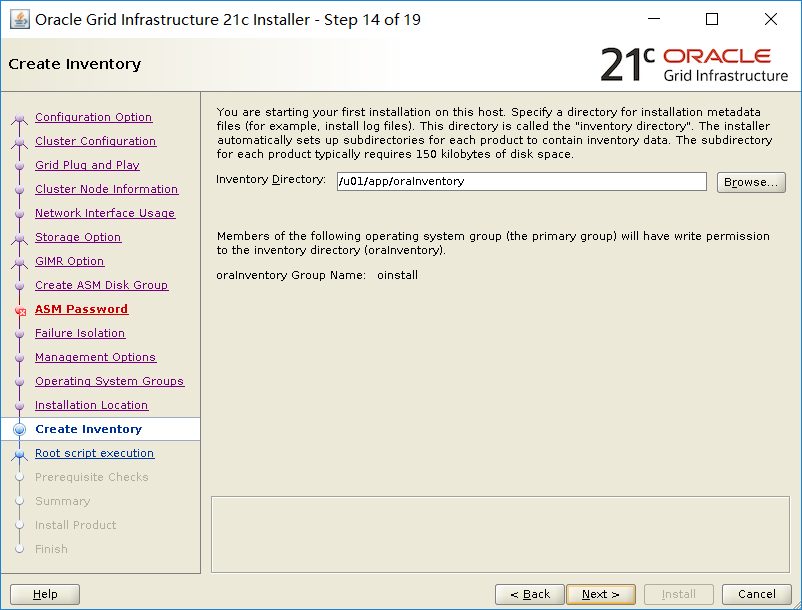 Oracle Grid Infrastructure 21c Installer - Step 14 of 19
Create Inventory
21c ORACLE
Grid Infrastructure
Configuration Option
Cluster Configuration
Grid Plug and Play
Cluster Node Information
Network Interface Usage
Storage Option
GIMR Option
Create ASM Disk Group
ASM Password
Failure Isolation
Management Options
Operating System Groups
Installation Location
Create Inventory
Root script execution
Prerequisite Checks
Summary
Install Product
Finish
You are starting your first installation on this host. Specify a directory for installation metadata
files (for example, install log files). This directory is called the "inventory directory". The installer
automatically sets up subdirectories for each product to contain inventory data. The subdirectory
for each product typically requires 150 kilobytes of disk space.
Inventory Directory: /u01/app/oraInventory Browse...
Members of the following operating system group (the primary group) will have write permission
to the inventory directory (oraInventory).
oraInventory Group Name: oinstall
Help < Back Next > Install Cancel